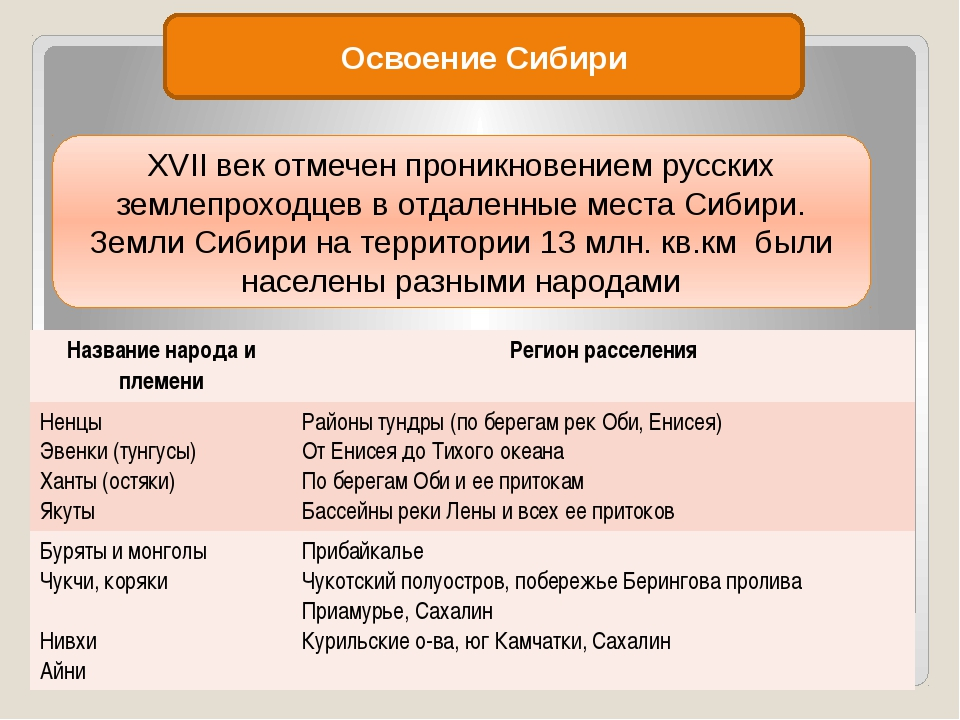 Освоение Сибири
XVII век отмечен проникновением русских
землепроходцев в отдаленные места Сибири.
Земли Сибири на территории 13 млн. кв.км были
населены разными народами
Название народа и
племени
Регион расселения
Ненцы
Эвенки (тунгусы)
Ханты (остяки)
Якуты
Районы тундры (по берегам рек Оби, Енисея)
От Енисея до Тихого океана
По берегам Оби и ее притокам
Бассейны реки Лены и всех ее притоков
Буряты и монголы
Чукчи, коряки
Нивхи
Айни
Прибайкалье
Чукотский полуостров, побережье Берингова пролива
Приамурье, Сахалин
Курильские о-ва, юг Камчатки, Сахалин